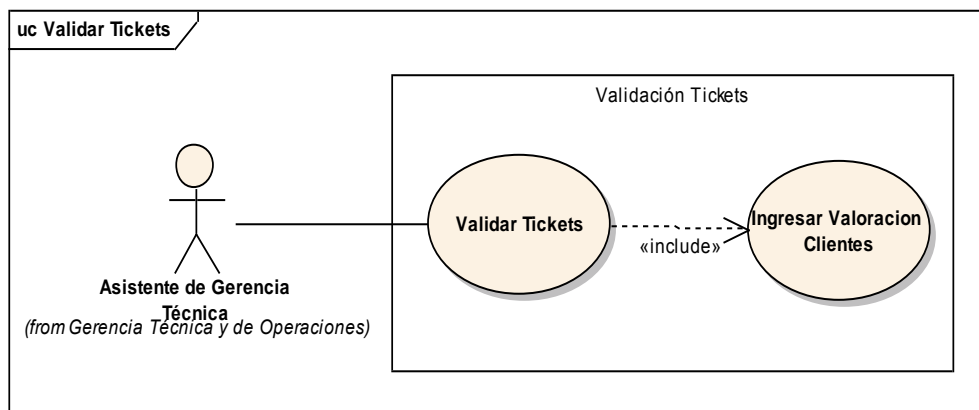 uc Validar Tickets
Validación Tickets
Validar Tickets
Ingresar Valoracion
Clientes
«include»
Asistente de Gerencia
Técnica
(from Gerencia Técnica y de Operaciones)